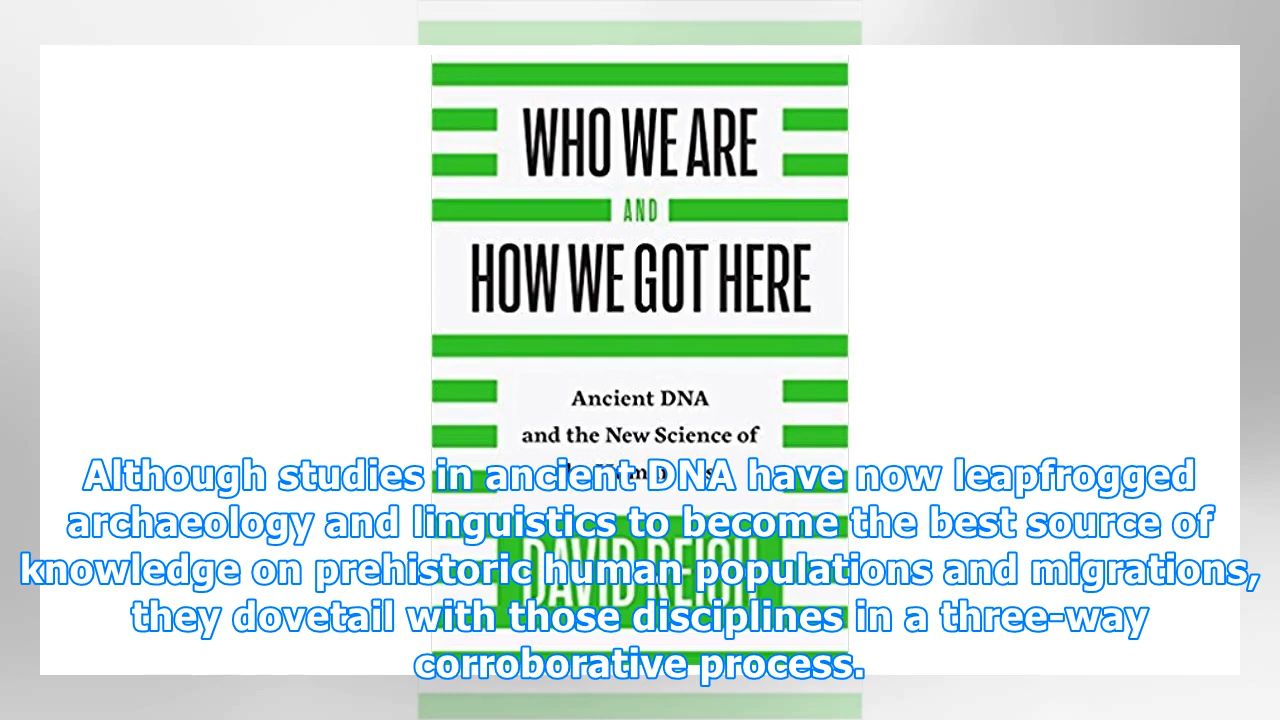 WHO WE ARE
AND
HOW WE GOT HERE
Ancient DNA
and the New Science of
Although studies in ancient DNA have now leapfrogged
archaeology and linguistics to become the best source of
DAVID REICH
knowledge on prehistoric human populations and migrations,
they dovetail with those disciplines in a three-way
corroborative process.